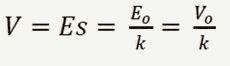 V = Es = E₀/k = V₀/k